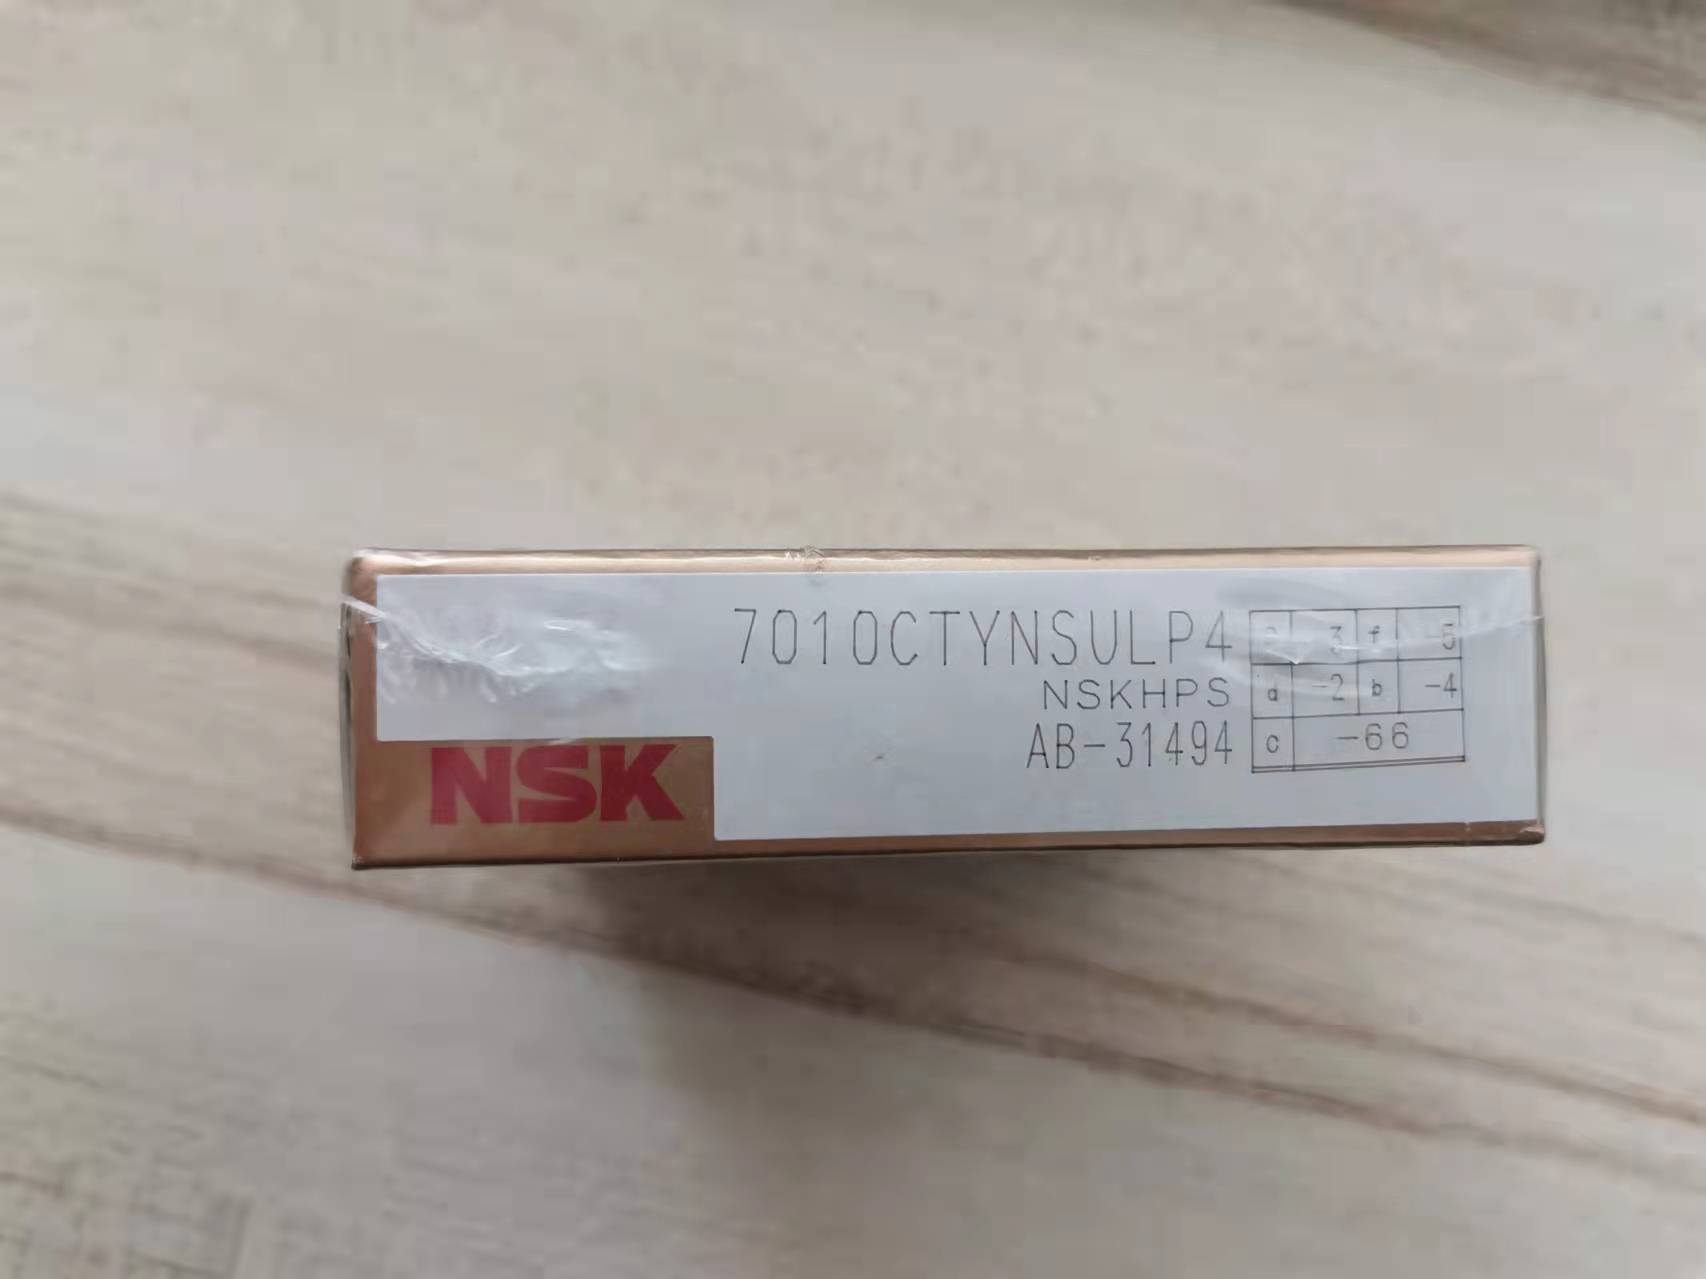 7010CTYNSULP4
NSKHPS
AB-31494
3 f -5
d -2 b -4
c -66
NSK